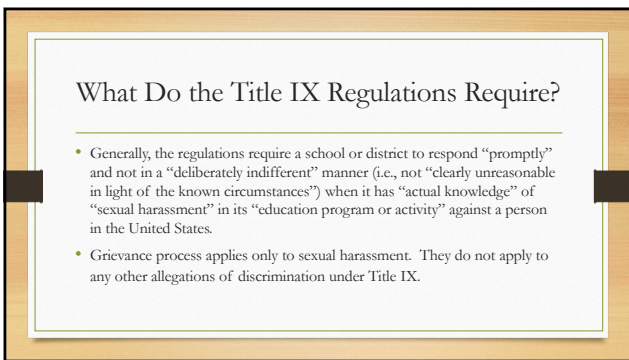 What Do the Title IX Regulations Require?
• Generally, the regulations require a school or district to respond “promptly”
and not in a “deliberately indifferent” manner (i.e., not “clearly unreasonable
in light of the known circumstances”) when it has “actual knowledge” of
“sexual harassment” in its “education program or activity” against a person
in the United States.
• Grievance process applies only to sexual harassment.  They do not apply to
any other allegations of discrimination under Title IX.